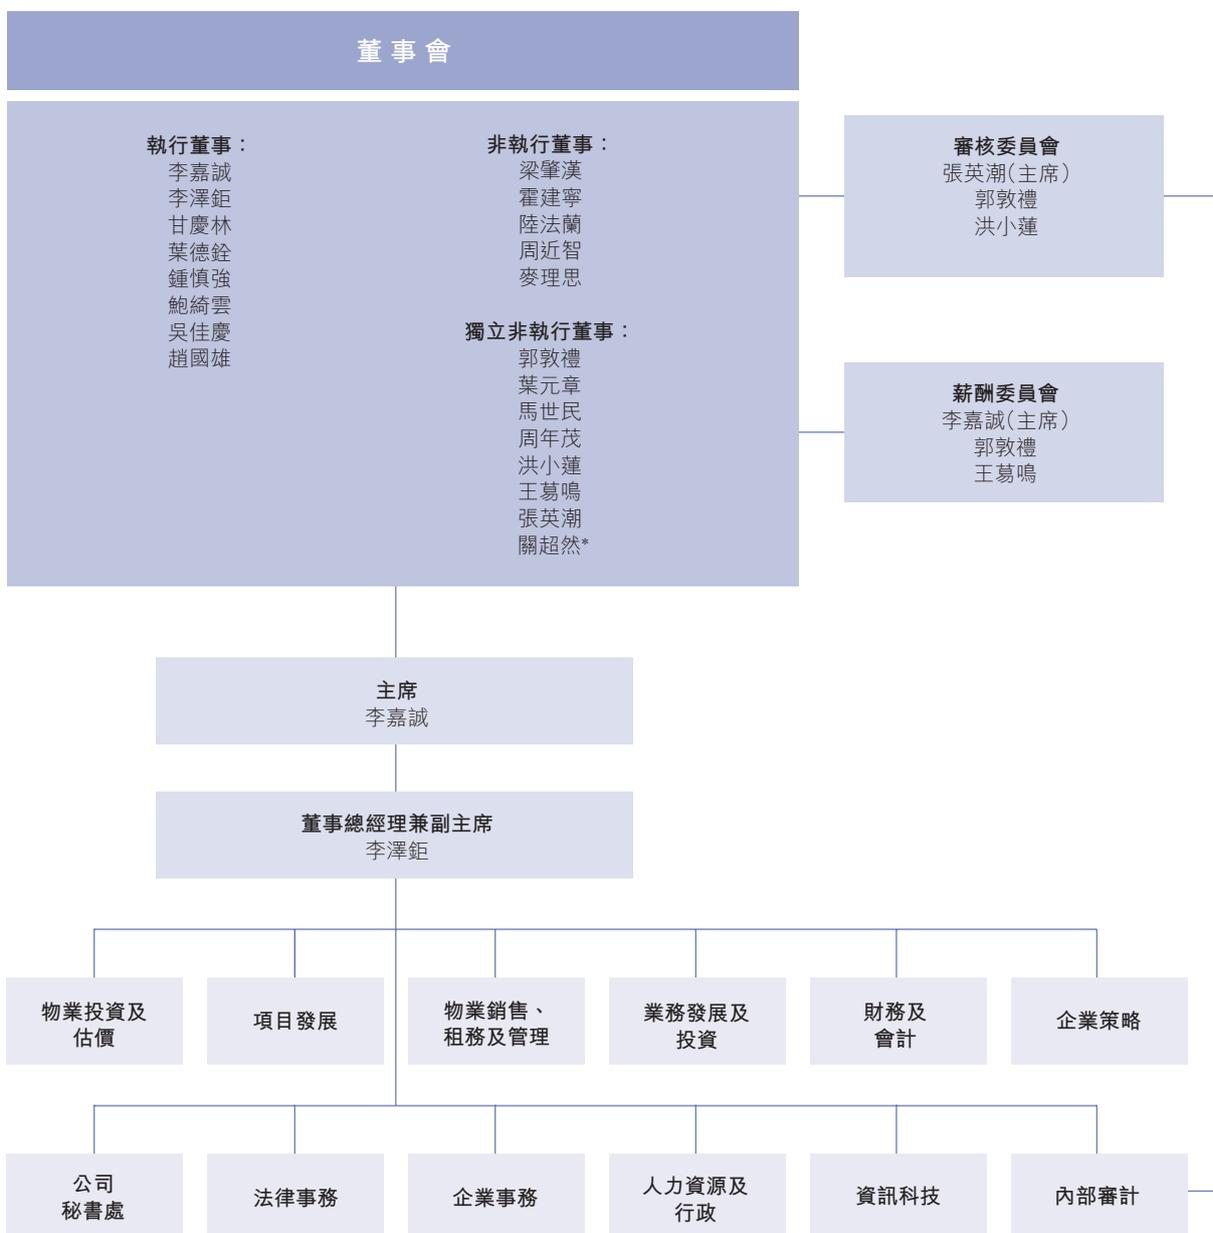 董事會
執行董事：
李嘉誠
李澤鉅
甘慶林
葉德銓
鍾慎強
鮑綺雲
吳佳慶
趙國雄
非執行董事：
梁肇漢
霍建寧
陸法蘭
周近智
麥理思
獨立非執行董事：
郭敦禮
葉元章
馬世民
周年茂
洪小蓮
王䓪鳴
張英潮
關超然*
審核委員會
張英潮(主席)
郭敦禮
洪小蓮
薪酬委員會
李嘉誠(主席)
郭敦禮
王䓪鳴
主席
李嘉誠
董事總經理兼副主席
李澤鉅
物業投資及
估價
項目發展
物業銷售、
租務及管理
業務發展及
投資
財務及
會計
企業策略
公司
秘書處
法律事務
企業事務
人力資源及
行政
資訊科技
內部審計